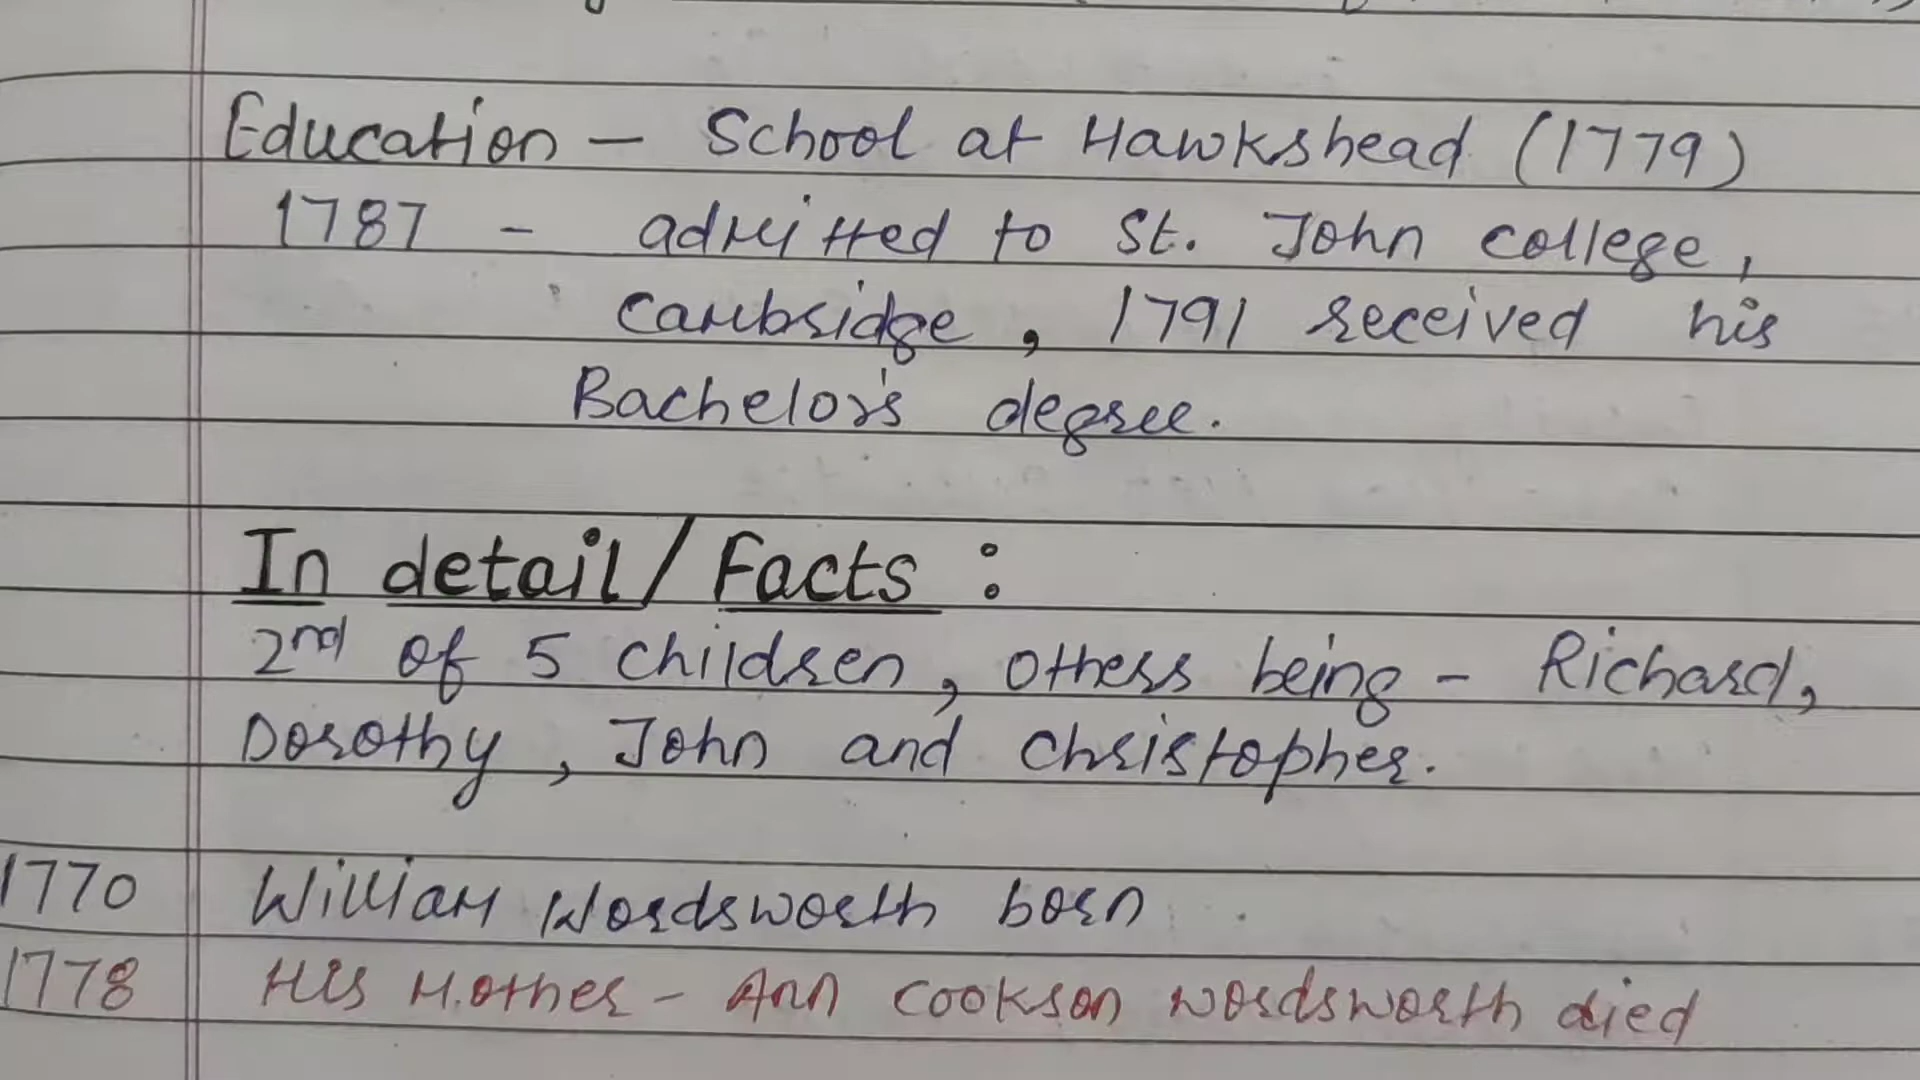 Education — School at Hawkshead (1779)
1787 - admitted to St. John college,
Cambridge, 1791 received his
Bachelor's degree.
In detail/Facts :
2nd of 5 children, others being - Richard,
Dorothy, John and Christopher.
1770 William Wordsworth born
1778 His Mother - Ann Cookson Wordsworth died